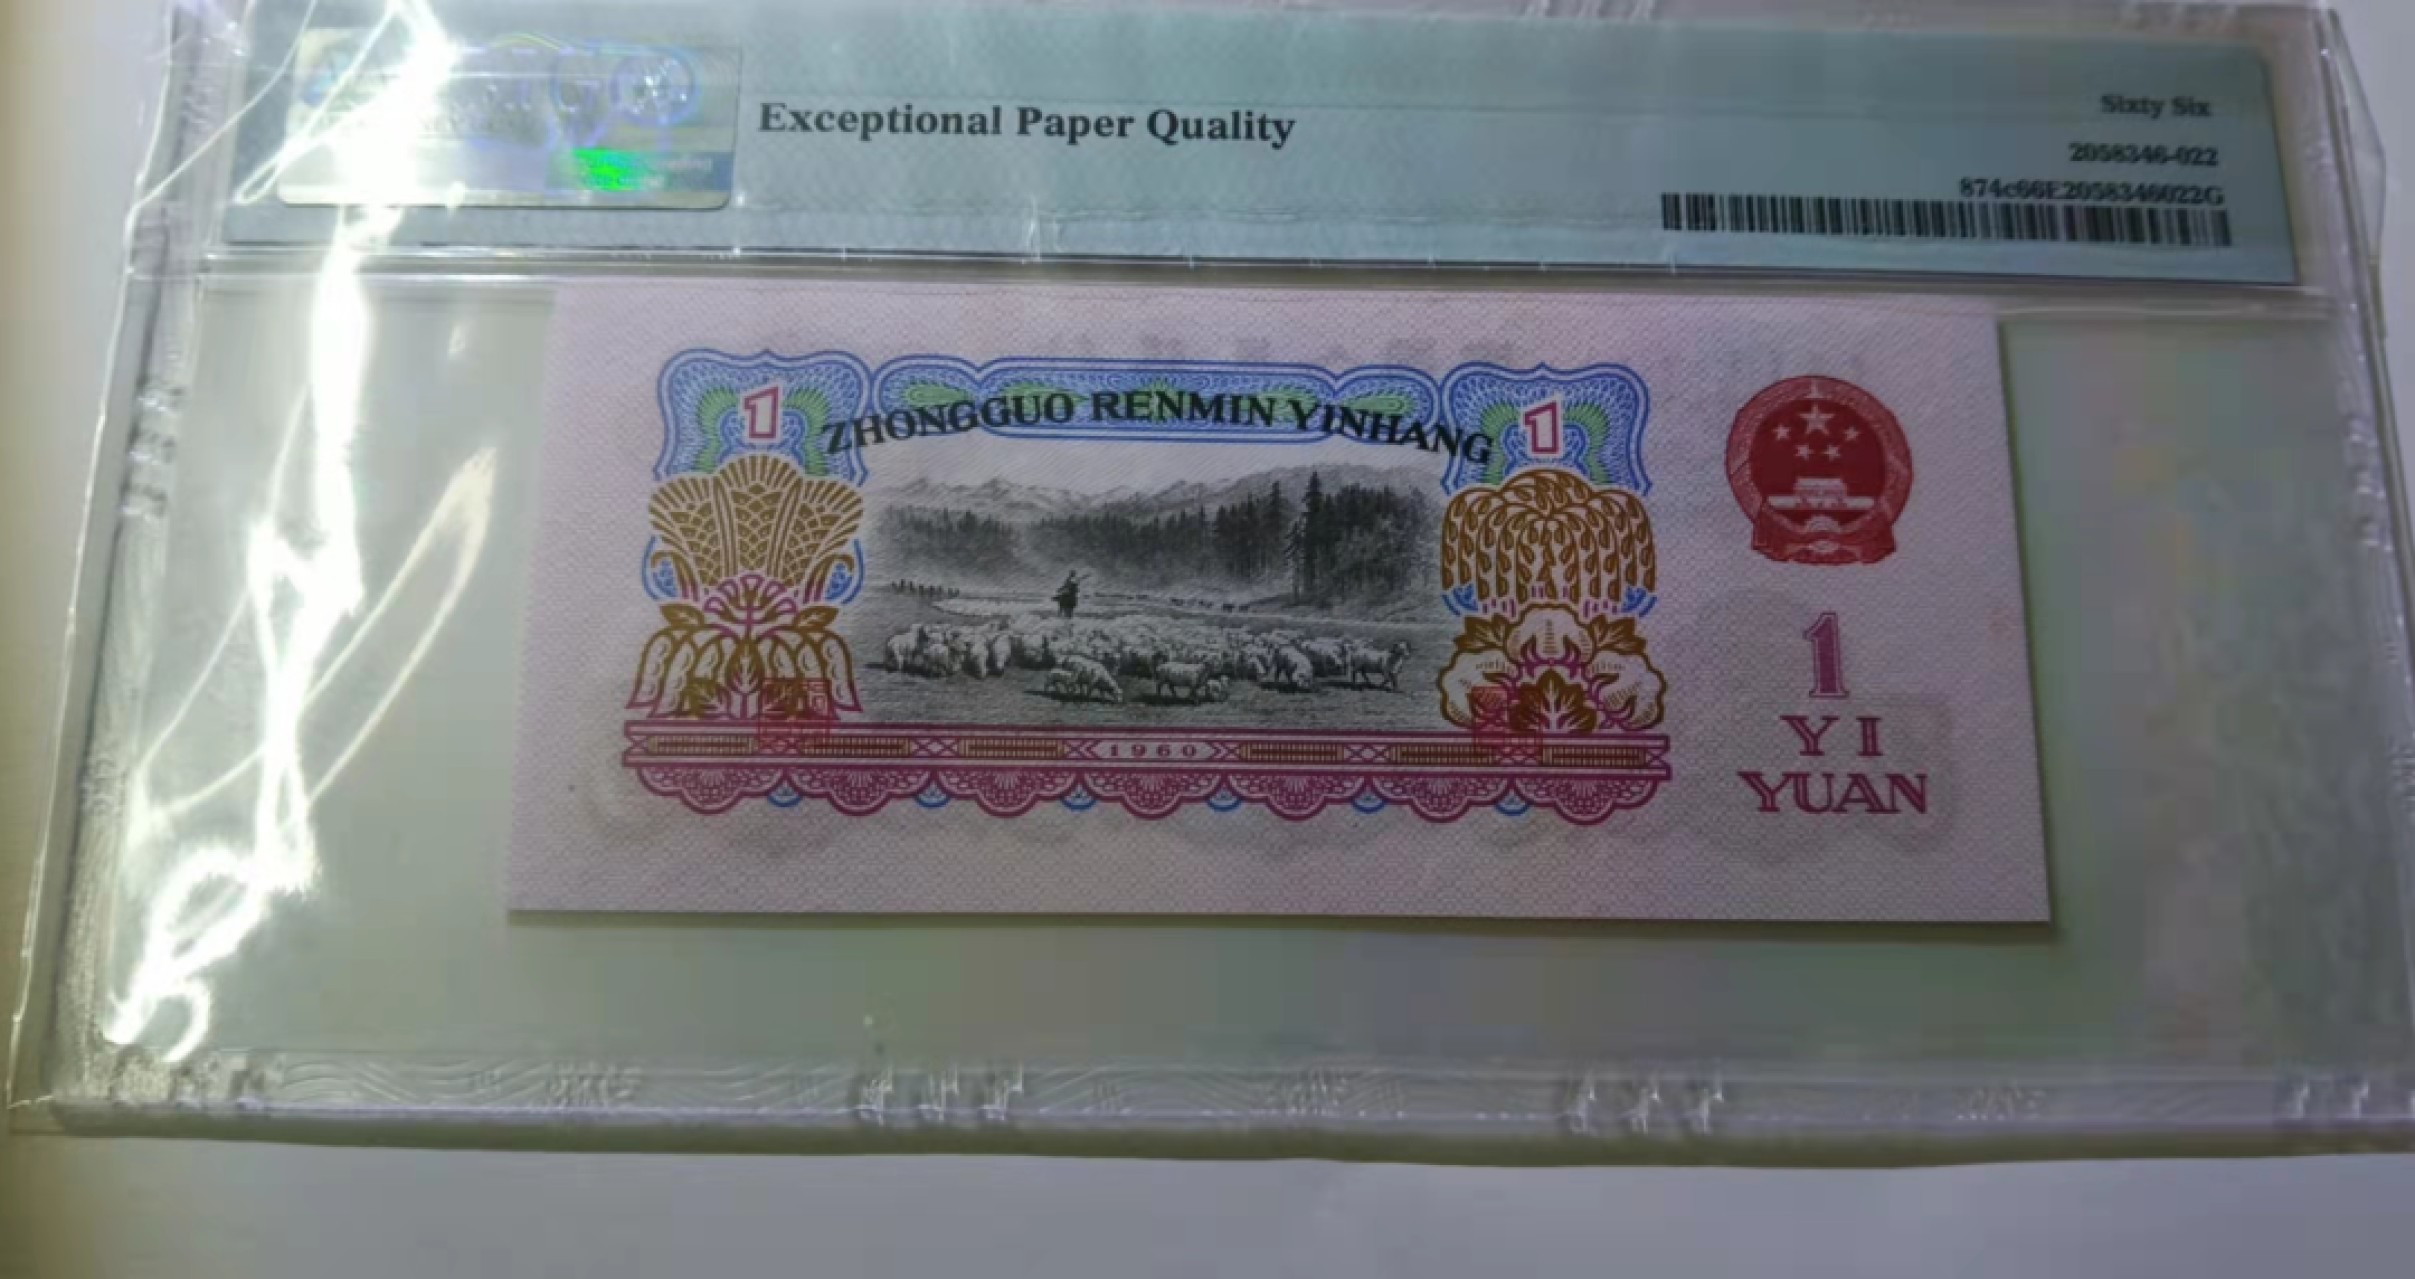 Exceptional Paper Quality
Sixty Six
2058346-022
874c66E2058346022G
1
ZHONGGUO RENMIN YINHANG
1
1
YI
YUAN
1960